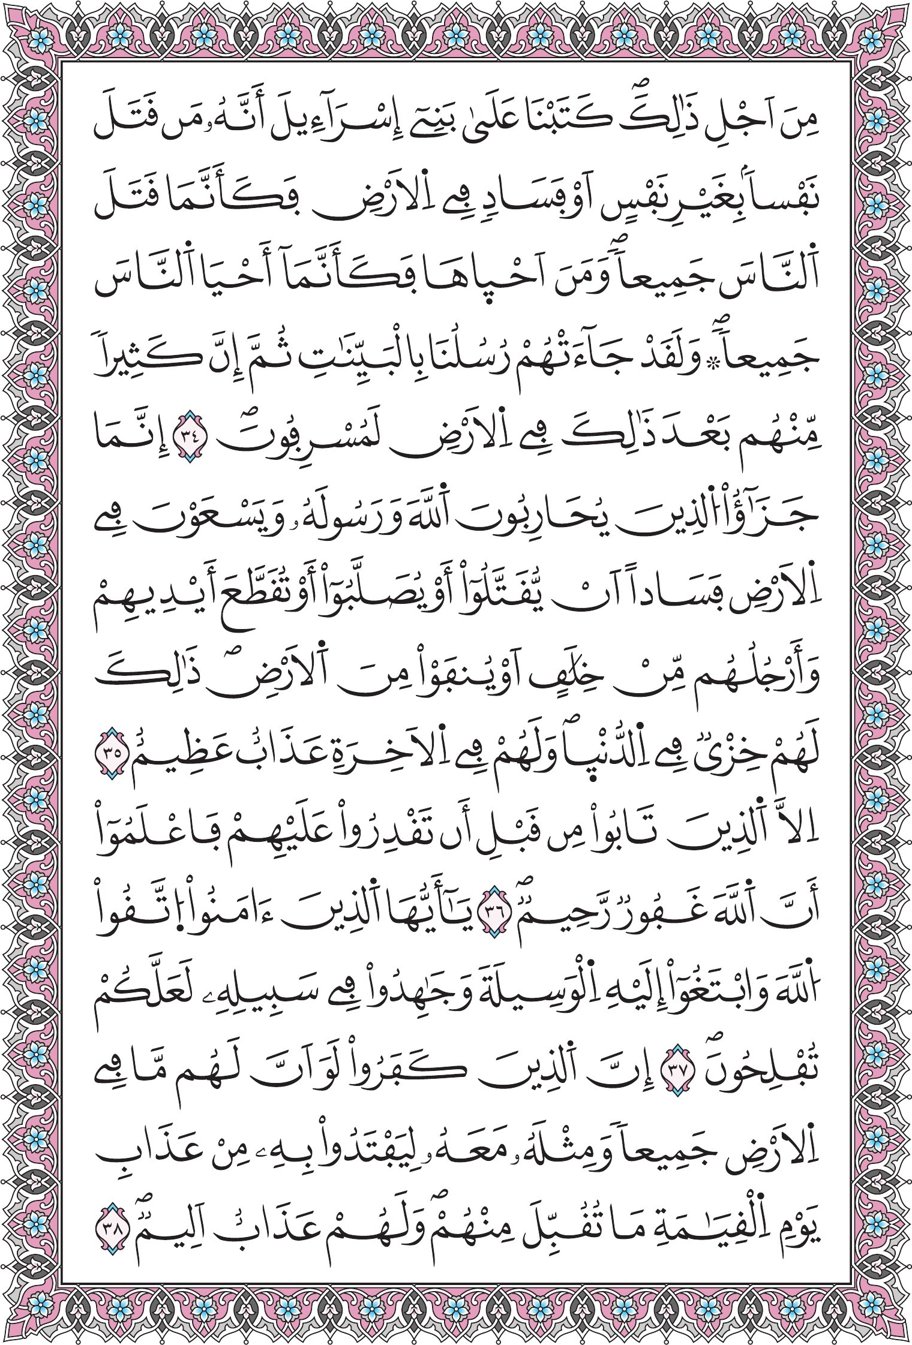 مِنَ اَجْلِ ذَٰلِكَۖ كَتَبْنَا عَلَىٰ بَنِےٓ إِسْرَآءِيلَ أَنَّهُۥ مَن قَتَلَ
نَفْساَۢ بِغَيْرِ نَفْسٍ اَوْ فَسَادٖ فِے اِ۬لَارْضِ فَكَأَنَّمَا قَتَلَ
اَ۬لنَّاسَ جَمِيعاٗۖ وَمَنَ اَحْي۪اهَا فَكَأَنَّمَآ أَحْيَا اَ۬لنَّاسَ
جَمِيعاٗۖ ۞ وَلَقَدْ جَآءَتْهُمْ رُسُلُنَا بِالْبَيِّنَٰتِ ثُمَّ إِنَّ كَثِيراٗ
مِّنْهُم بَعْدَ ذَٰلِكَ فِے اِ۬لَارْضِ لَمُسْرِفُونَۖ ٣٤ إِنَّمَا
جَزَٰٓؤُاْ اُ۬لذِينَ يُحَارِبُونَ اَ۬للَّهَ وَرَسُولَهُۥ وَيَسْعَوْنَ فِے
اِ۬لَارْضِ فَسَاداً اَنْ يُّقَتَّلُوٓاْ أَوْ يُصَلَّبُوٓاْ أَوْ تُقَطَّعَ أَيْدِيهِمْ
وَأَرْجُلُهُم مِّنْ خِلَٰفٍ اَوْ يُنفَوْاْ مِنَ اَ۬لَارْضِۖ ذَٰلِكَ
لَهُمْ خِزْيٞ فِے اِ۬لدُّنْي۪اۖ وَلَهُمْ فِے اِ۬لَاخِرَةِ عَذَابٌ عَظِيمٌ ٣٥
اِلَّا اَ۬لذِينَ تَابُواْ مِن قَبْلِ أَن تَقْدِرُواْ عَلَيْهِمْ فَاعْلَمُوٓاْ
أَنَّ اَ۬للَّهَ غَفُورٞ رَّحِيمٞۖ ٣٦ يَٰٓأَيُّهَا اَ۬لذِينَ ءَامَنُواْ اُ۪تَّقُواْ
اُ۬للَّهَ وَابْتَغُوٓاْ إِلَيْهِ اِ۬لْوَسِيلَةَ وَجَٰهِدُواْ فِے سَبِيلِهِۦ لَعَلَّكُمْ
تُفْلِحُونَۖ ٣٧ إِنَّ اَ۬لذِينَ كَفَرُواْ لَوَ اَنَّ لَهُم مَّا فِے
اِ۬لَارْضِ جَمِيعاٗ وَمِثْلَهُۥ مَعَهُۥ لِيَفْتَدُواْ بِهِۦ مِنْ عَذَابِ
يَوْمِ اِ۬لْقِيَٰمَةِ مَا تُقُبِّلَ مِنْهُمْۖ وَلَهُمْ عَذَابٌ اَلِيمٞۖ ٣٨